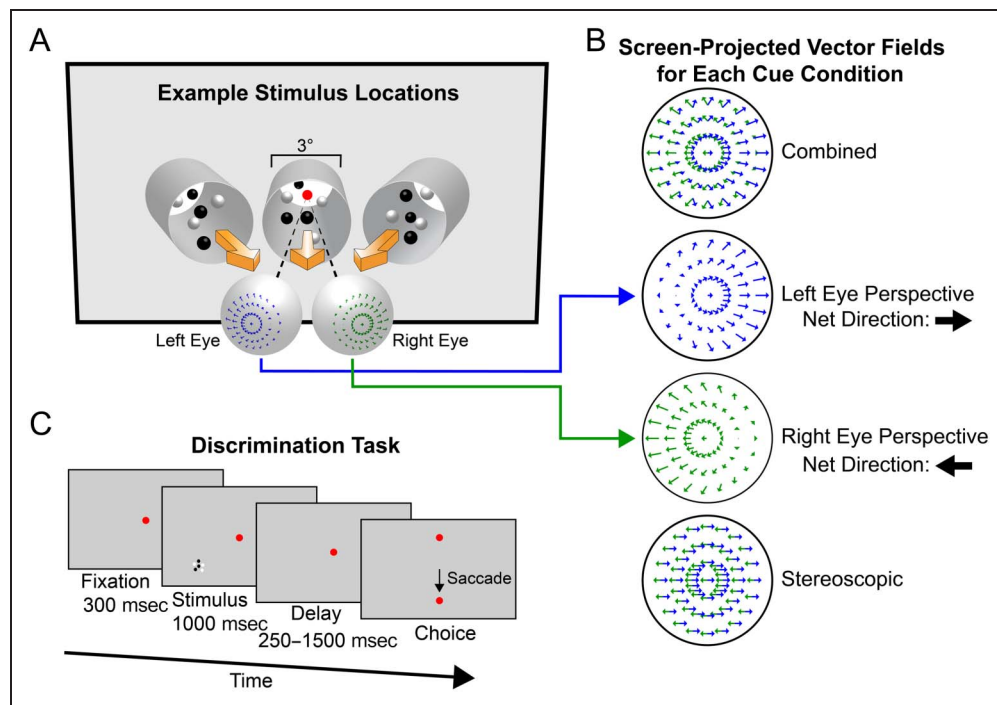 A
Example Stimulus Locations
3°
Left Eye
Right Eye
B
Screen-Projected Vector Fields
for Each Cue Condition
Combined
Left Eye Perspective
Net Direction:
Right Eye Perspective
Net Direction:
Stereoscopic
C
Discrimination Task
Fixation
300 msec
Stimulus
1000 msec
Delay
250–1500 msec
Saccade
Choice
Time